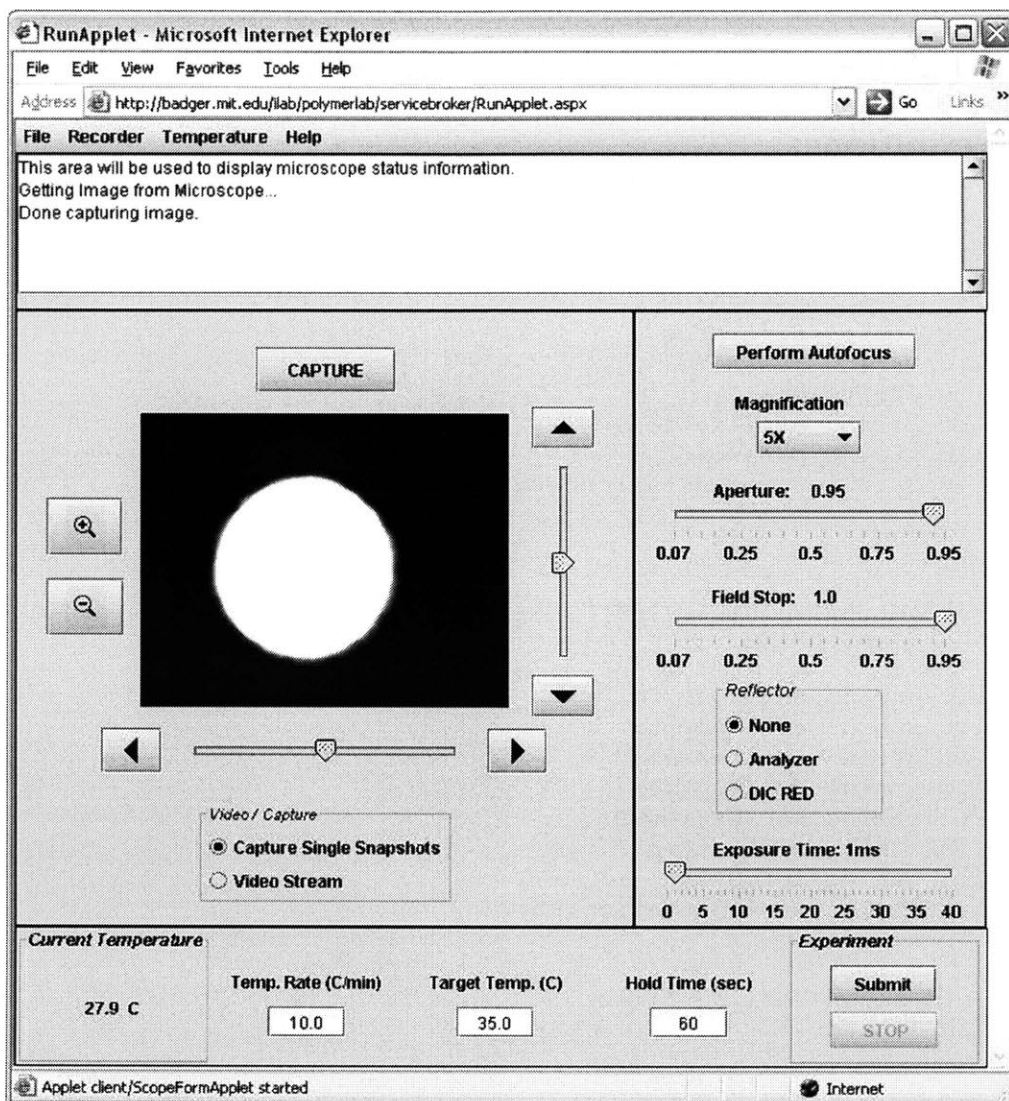 RunApplet - Microsoft Internet Explorer
File Edit View Favorites Tools Help
Address http://badger.mit.edu/ilab/polymerlab/servicebroker/RunApplet.aspx Go Links »
File Recorder Temperature Help
This area will be used to display microscope status information.
Getting Image from Microscope...
Done capturing image.
CAPTURE
Video / Capture
Capture Single Snapshots
Video Stream
Perform Autofocus
Magnification
5X
Aperture: 0.95
0.07 0.25 0.5 0.75 0.95
Field Stop: 1.0
0.07 0.25 0.5 0.75 0.95
Reflector
None
Analyzer
DIC RED
Exposure Time: 1ms
0 5 10 15 20 25 30 35 40
Current Temperature
27.9 C
Temp. Rate (C/min) Target Temp. (C) Hold Time (sec)
10.0 35.0 60
Experiment
Submit
STOP
Applet client/ScopeFormApplet started Internet